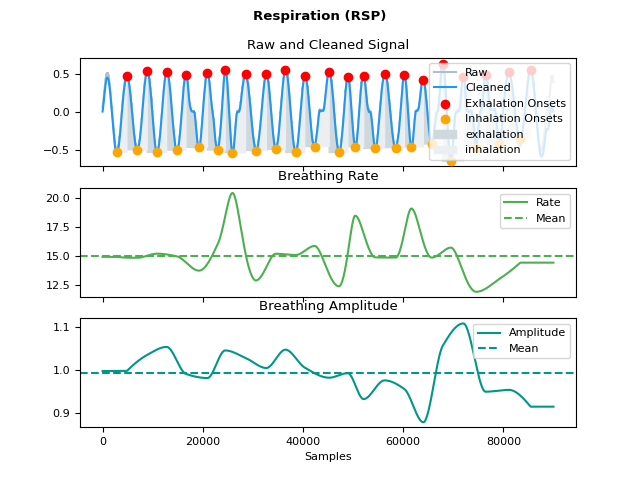 Respiration (RSP)
Raw and Cleaned Signal
0.5
0.0
−0.5
Raw
Cleaned
Exhalation Onsets
Inhalation Onsets
exhalation
inhalation
Breathing Rate
20.0
17.5
15.0
12.5
Rate
Mean
Breathing Amplitude
1.1
1.0
0.9
Amplitude
Mean
0 20000 40000 60000 80000
Samples